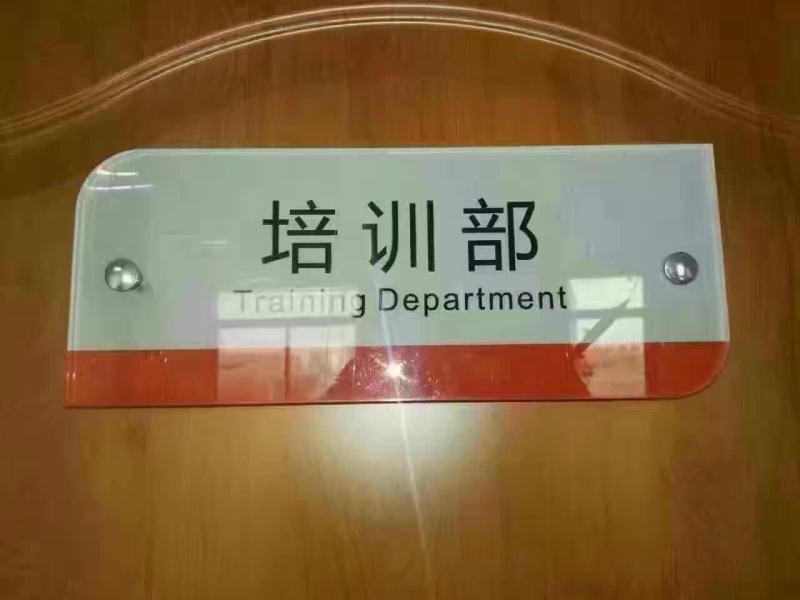 培训部
Training Department